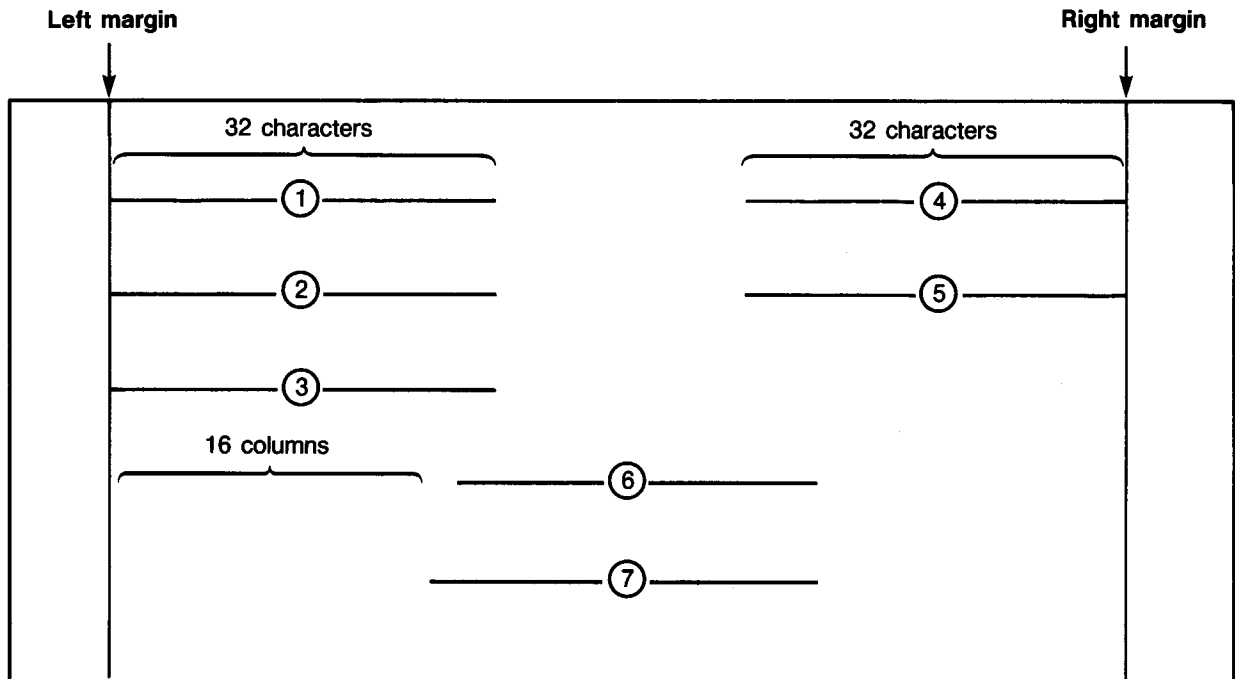 Left margin Right margin
32 characters 32 characters
1 4
2 5
3
16 columns
6
7